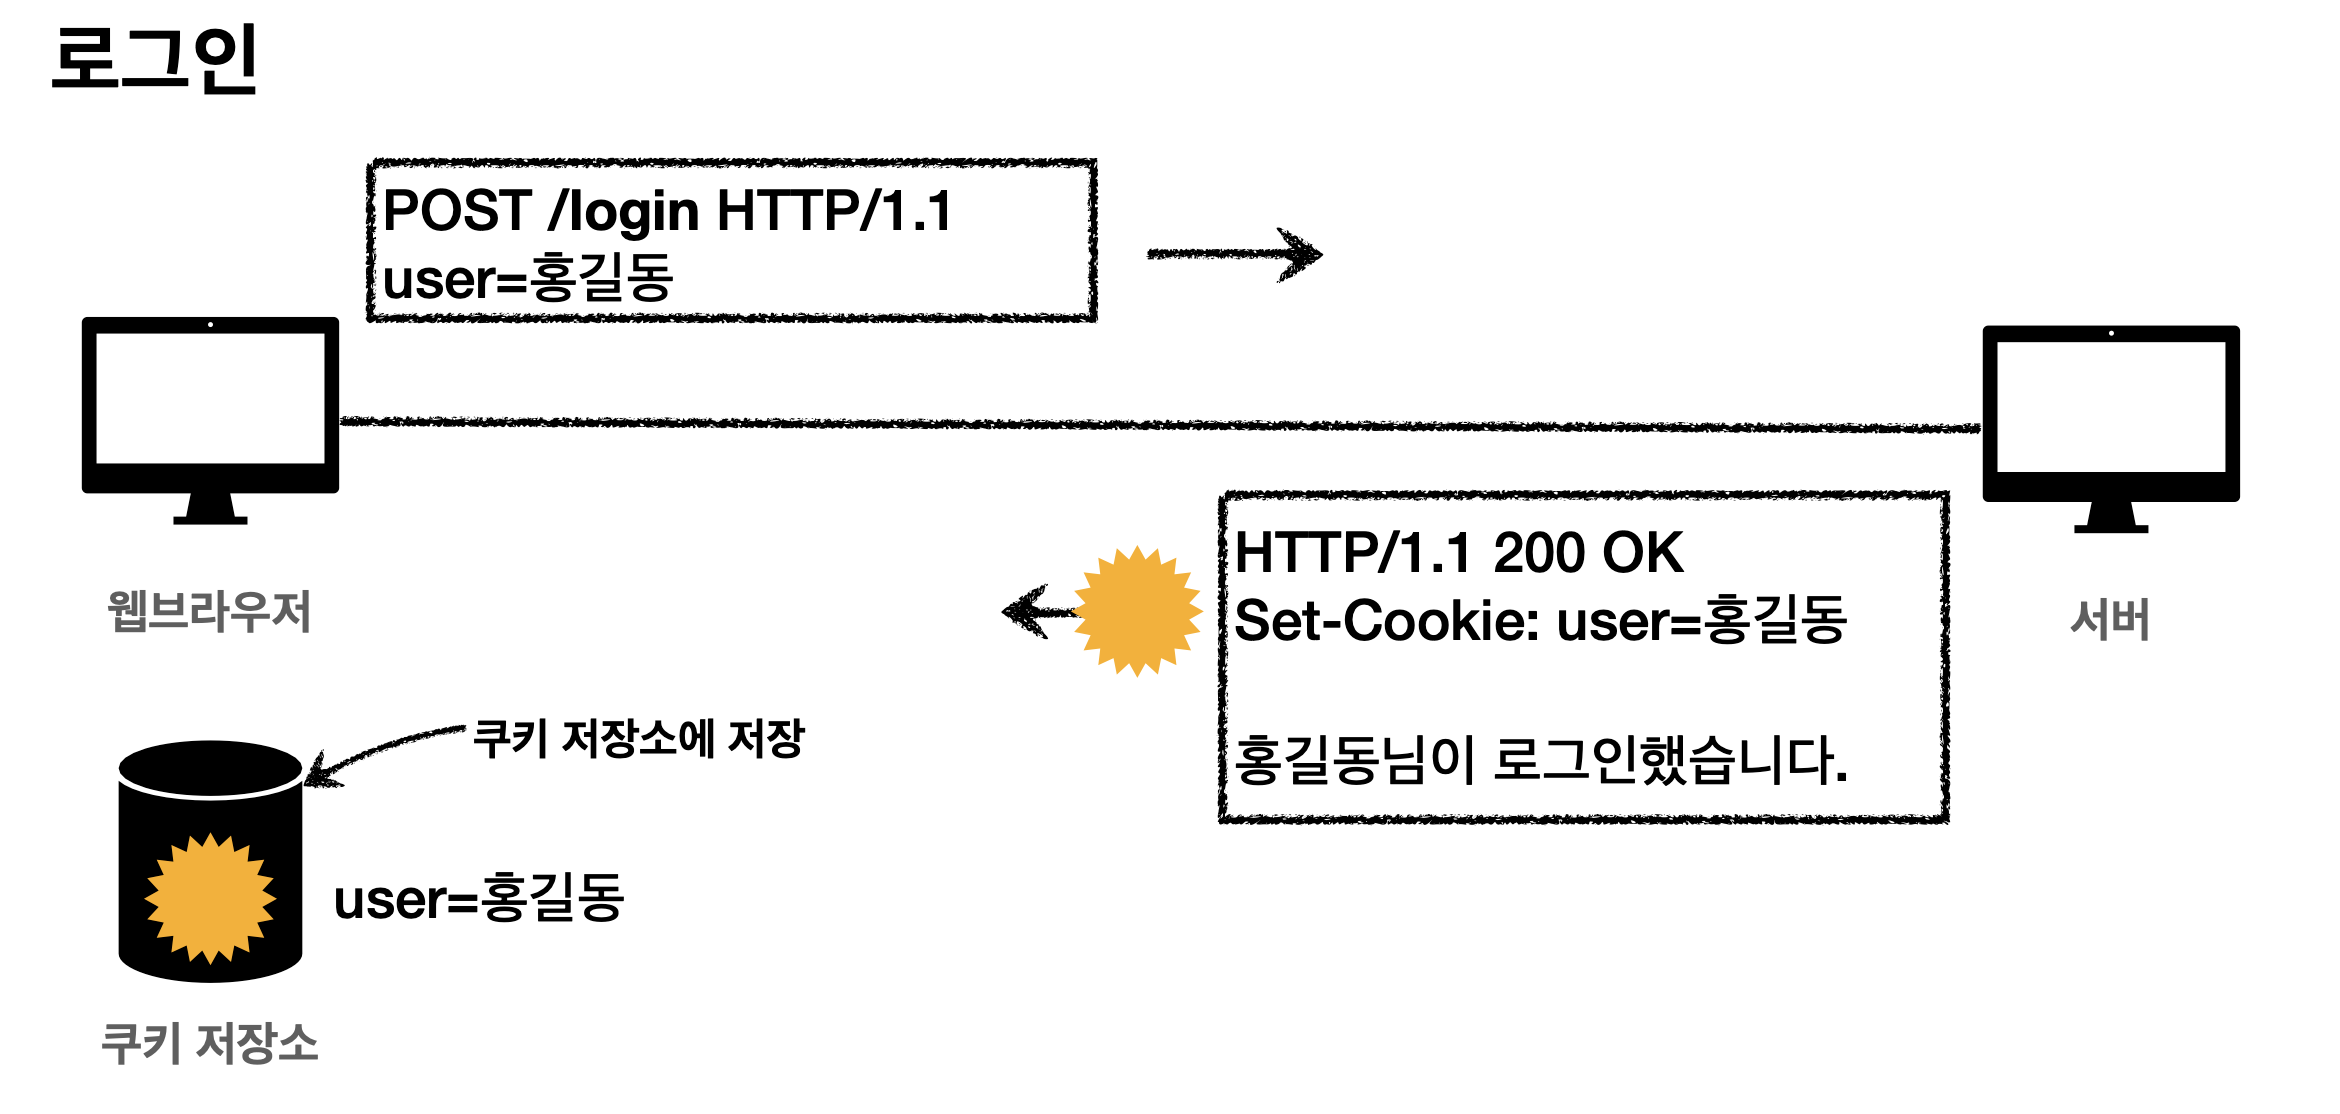 로그인
POST /login HTTP/1.1
user=홍길동
웹브라우저
서버
HTTP/1.1 200 OK
Set-Cookie: user=홍길동
홍길동님이 로그인했습니다.
쿠키 저장소에 저장
user=홍길동
쿠키 저장소